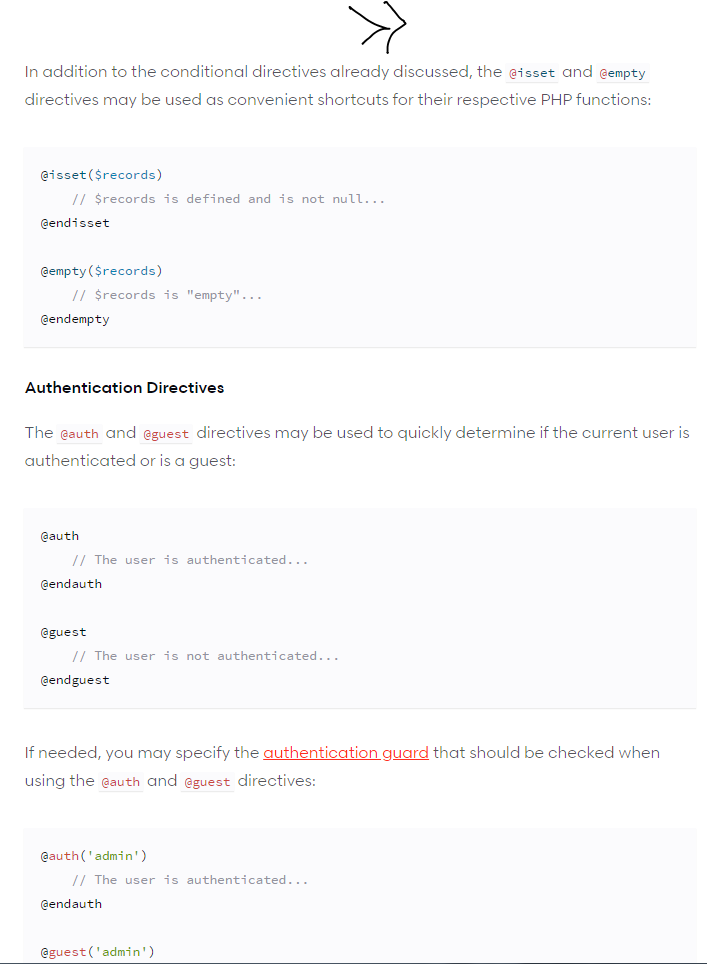 In addition to the conditional directives already discussed, the @isset and @empty
directives may be used as convenient shortcuts for their respective PHP functions:
@isset($records)
    // $records is defined and is not null...
@endisset
@empty($records)
    // $records is "empty"...
@endempty
Authentication Directives
The @auth and @guest directives may be used to quickly determine if the current user is
authenticated or is a guest:
@auth
    // The user is authenticated...
@endauth
@guest
    // The user is not authenticated...
@endguest
If needed, you may specify the authentication guard that should be checked when
using the @auth and @guest directives:
@auth('admin')
    // The user is authenticated...
@endauth
@guest('admin')